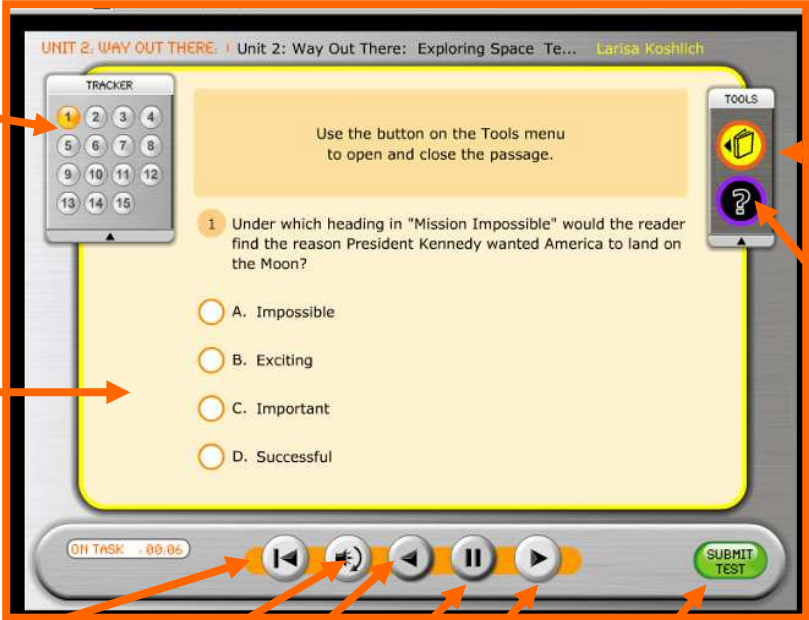 UNIT 2: WAY OUT THERE: | Unit 2: Way Out There: Exploring Space Te... Larisa Koshlich
TRACKER
1 2 3 4
5 6 7 8
9 10 11 12
13 14 15
TOOLS
?
Use the button on the Tools menu
to open and close the passage.
1 Under which heading in "Mission Impossible" would the reader
find the reason President Kennedy wanted America to land on
the Moon?
A. Impossible
B. Exciting
C. Important
D. Successful
ON TASK : 00:06
SUBMIT
TEST